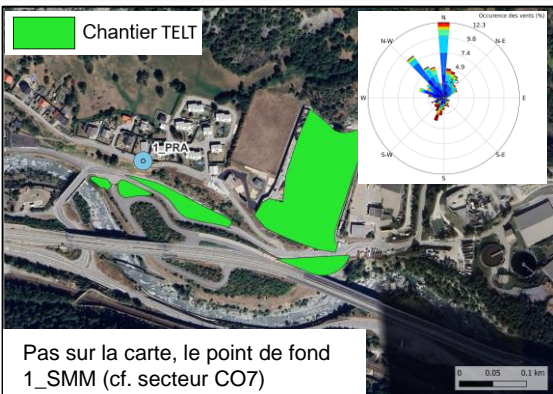 Chantier TELT
Occurence des vents (%)
N
12.3
9.8
7.4
4.9
N-W
N-E
W
E
S-W
S-E
S
1_PRA
Pas sur la carte, le point de fond
1_SMM (cf. secteur CO7)
0 0.05 0.1 km